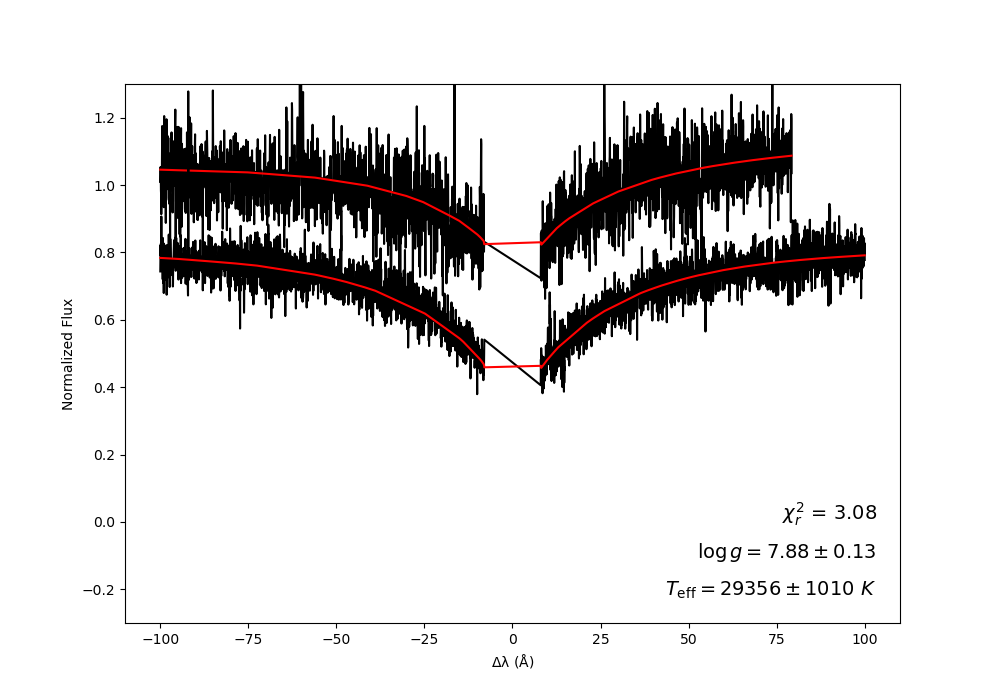 1.2
1.0
0.8
0.6
0.4
0.2
0.0
−0.2
Normalized Flux
χ²ᵣ = 3.08
log g = 7.88 ± 0.13
T_eff = 29356 ± 1010 K
−100 −75 −50 −25 0 25 50 75 100
Δλ (Å)